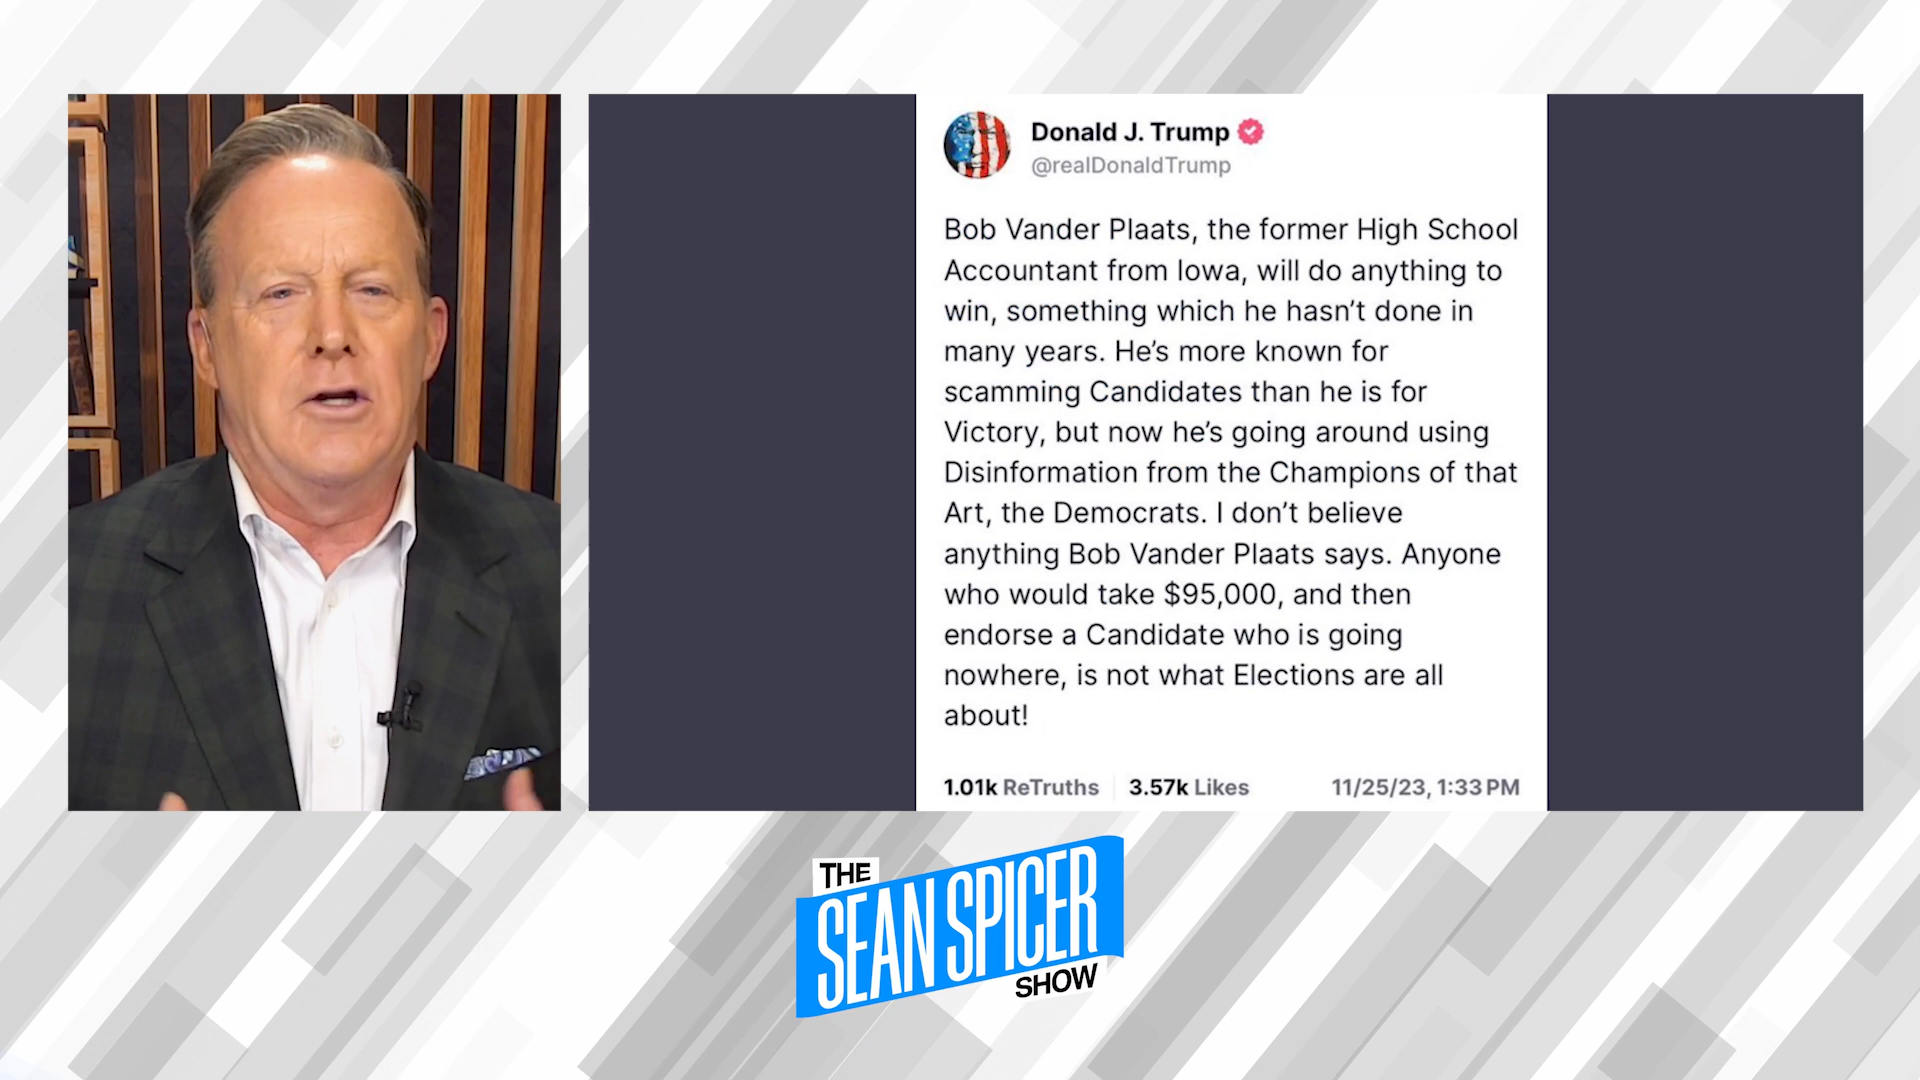 Donald J. Trump
@realDonaldTrump
Bob Vander Plaats, the former High School
Accountant from Iowa, will do anything to
win, something which he hasn’t done in
many years. He’s more known for
scamming Candidates than he is for
Victory, but now he’s going around using
Disinformation from the Champions of that
Art, the Democrats. I don’t believe
anything Bob Vander Plaats says. Anyone
who would take $95,000, and then
endorse a Candidate who is going
nowhere, is not what Elections are all
about!
1.01k ReTruths 3.57k Likes 11/25/23, 1:33 PM
THE
SEAN SPICER
SHOW